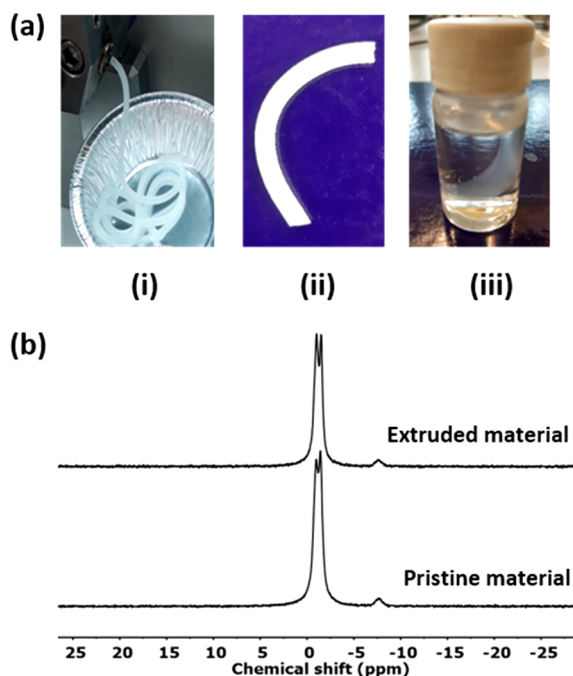 (a)
(i)
(ii)
(iii)
(b)
Extruded material
Pristine material
25 20 15 10 5 0 -5 -10 -15 -20 -25
Chemical shift (ppm)